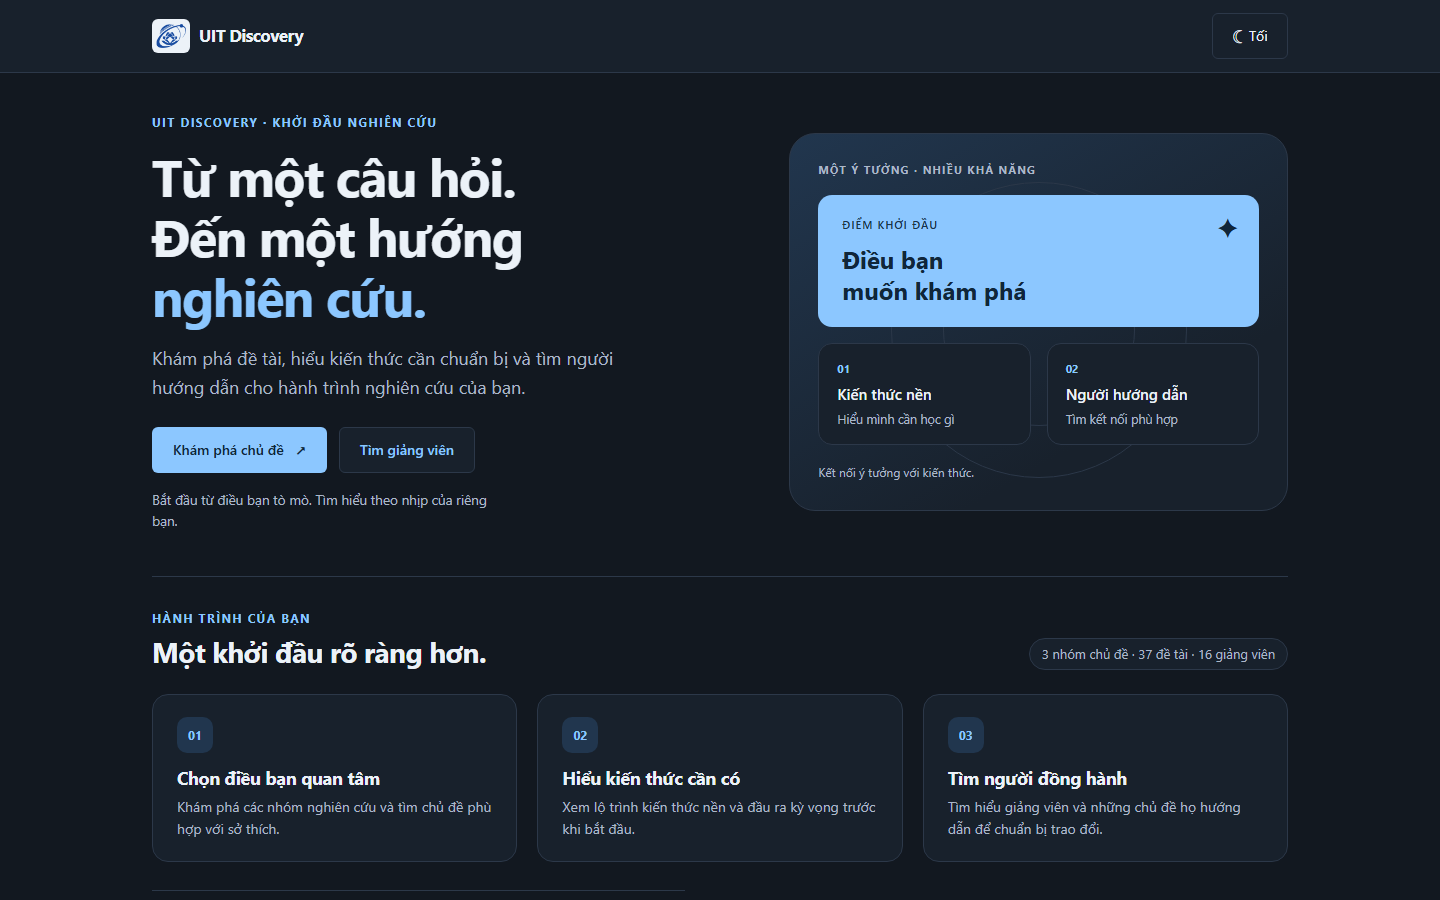 UIT Discovery
Tối
UIT DISCOVERY · KHỞI ĐẦU NGHIÊN CỨU
Từ một câu hỏi.
Đến một hướng
nghiên cứu.
Khám phá đề tài, hiểu kiến thức cần chuẩn bị và tìm người
hướng dẫn cho hành trình nghiên cứu của bạn.
Khám phá chủ đề ↗
Tìm giảng viên
Bắt đầu từ điều bạn tò mò. Tìm hiểu theo nhịp của riêng
bạn.
MỘT Ý TƯỞNG · NHIỀU KHẢ NĂNG
ĐIỂM KHỞI ĐẦU
Điều bạn
muốn khám phá
01
Kiến thức nền
Hiểu mình cần học gì
02
Người hướng dẫn
Tìm kết nối phù hợp
Kết nối ý tưởng với kiến thức.
HÀNH TRÌNH CỦA BẠN
Một khởi đầu rõ ràng hơn.
3 nhóm chủ đề · 37 đề tài · 16 giảng viên
01
Chọn điều bạn quan tâm
Khám phá các nhóm nghiên cứu và tìm chủ đề phù
hợp với sở thích.
02
Hiểu kiến thức cần có
Xem lộ trình kiến thức nền và đầu ra kỳ vọng trước
khi bắt đầu.
03
Tìm người đồng hành
Tìm hiểu giảng viên và những chủ đề họ hướng
dẫn để chuẩn bị trao đổi.